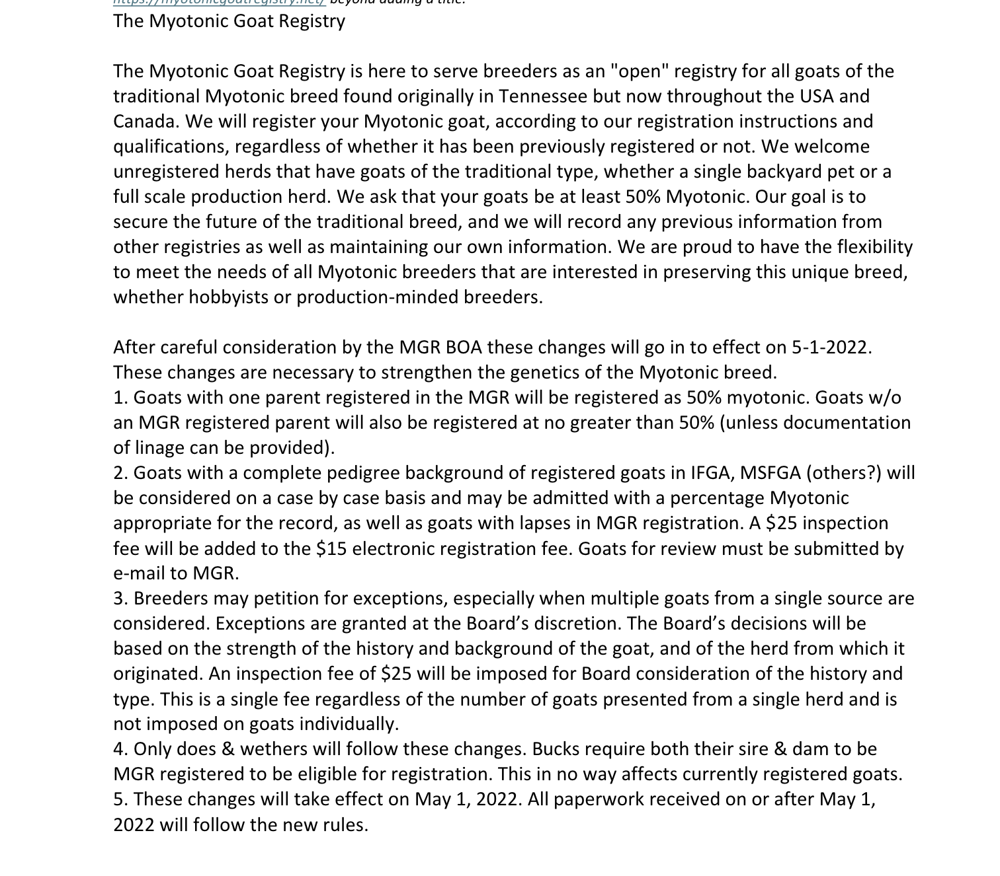 https://myotonicgoatregistry.net/ beyond adding a title.
The Myotonic Goat Registry
The Myotonic Goat Registry is here to serve breeders as an "open" registry for all goats of the
traditional Myotonic breed found originally in Tennessee but now throughout the USA and
Canada. We will register your Myotonic goat, according to our registration instructions and
qualifications, regardless of whether it has been previously registered or not. We welcome
unregistered herds that have goats of the traditional type, whether a single backyard pet or a
full scale production herd. We ask that your goats be at least 50% Myotonic. Our goal is to
secure the future of the traditional breed, and we will record any previous information from
other registries as well as maintaining our own information. We are proud to have the flexibility
to meet the needs of all Myotonic breeders that are interested in preserving this unique breed,
whether hobbyists or production-minded breeders.
After careful consideration by the MGR BOA these changes will go in to effect on 5-1-2022.
These changes are necessary to strengthen the genetics of the Myotonic breed.
1. Goats with one parent registered in the MGR will be registered as 50% myotonic. Goats w/o
an MGR registered parent will also be registered at no greater than 50% (unless documentation
of linage can be provided).
2. Goats with a complete pedigree background of registered goats in IFGA, MSFGA (others?) will
be considered on a case by case basis and may be admitted with a percentage Myotonic
appropriate for the record, as well as goats with lapses in MGR registration. A $25 inspection
fee will be added to the $15 electronic registration fee. Goats for review must be submitted by
e-mail to MGR.
3. Breeders may petition for exceptions, especially when multiple goats from a single source are
considered. Exceptions are granted at the Board’s discretion. The Board’s decisions will be
based on the strength of the history and background of the goat, and of the herd from which it
originated. An inspection fee of $25 will be imposed for Board consideration of the history and
type. This is a single fee regardless of the number of goats presented from a single herd and is
not imposed on goats individually.
4. Only does & wethers will follow these changes. Bucks require both their sire & dam to be
MGR registered to be eligible for registration. This in no way affects currently registered goats.
5. These changes will take effect on May 1, 2022. All paperwork received on or after May 1,
2022 will follow the new rules.